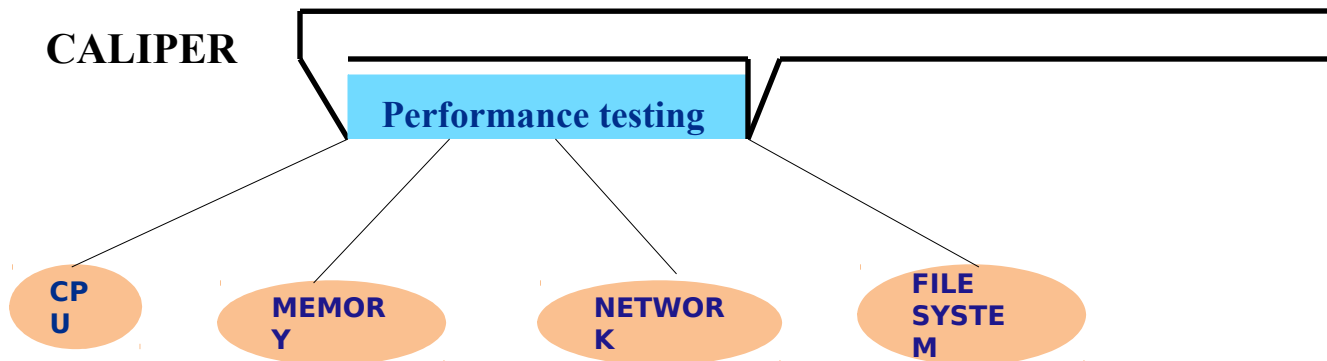 CALIPER
Performance testing
CP
U
MEMOR
Y
NETWOR
K
FILE
SYSTE
M